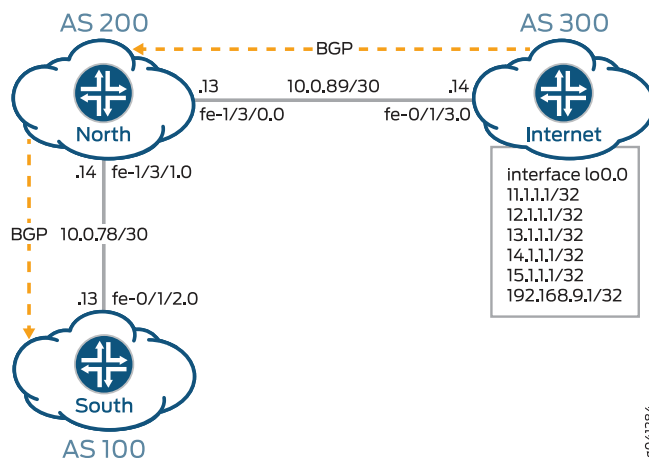 AS 200
AS 300
BGP
.13
10.0.89/30
.14
North
fe-1/3/0.0
fe-0/1/3.0
Internet
.14
fe-1/3/1.0
interface lo0.0
11.1.1.1/32
12.1.1.1/32
13.1.1.1/32
14.1.1.1/32
15.1.1.1/32
192.168.9.1/32
BGP
10.0.78/30
.13
fe-0/1/2.0
South
AS 100